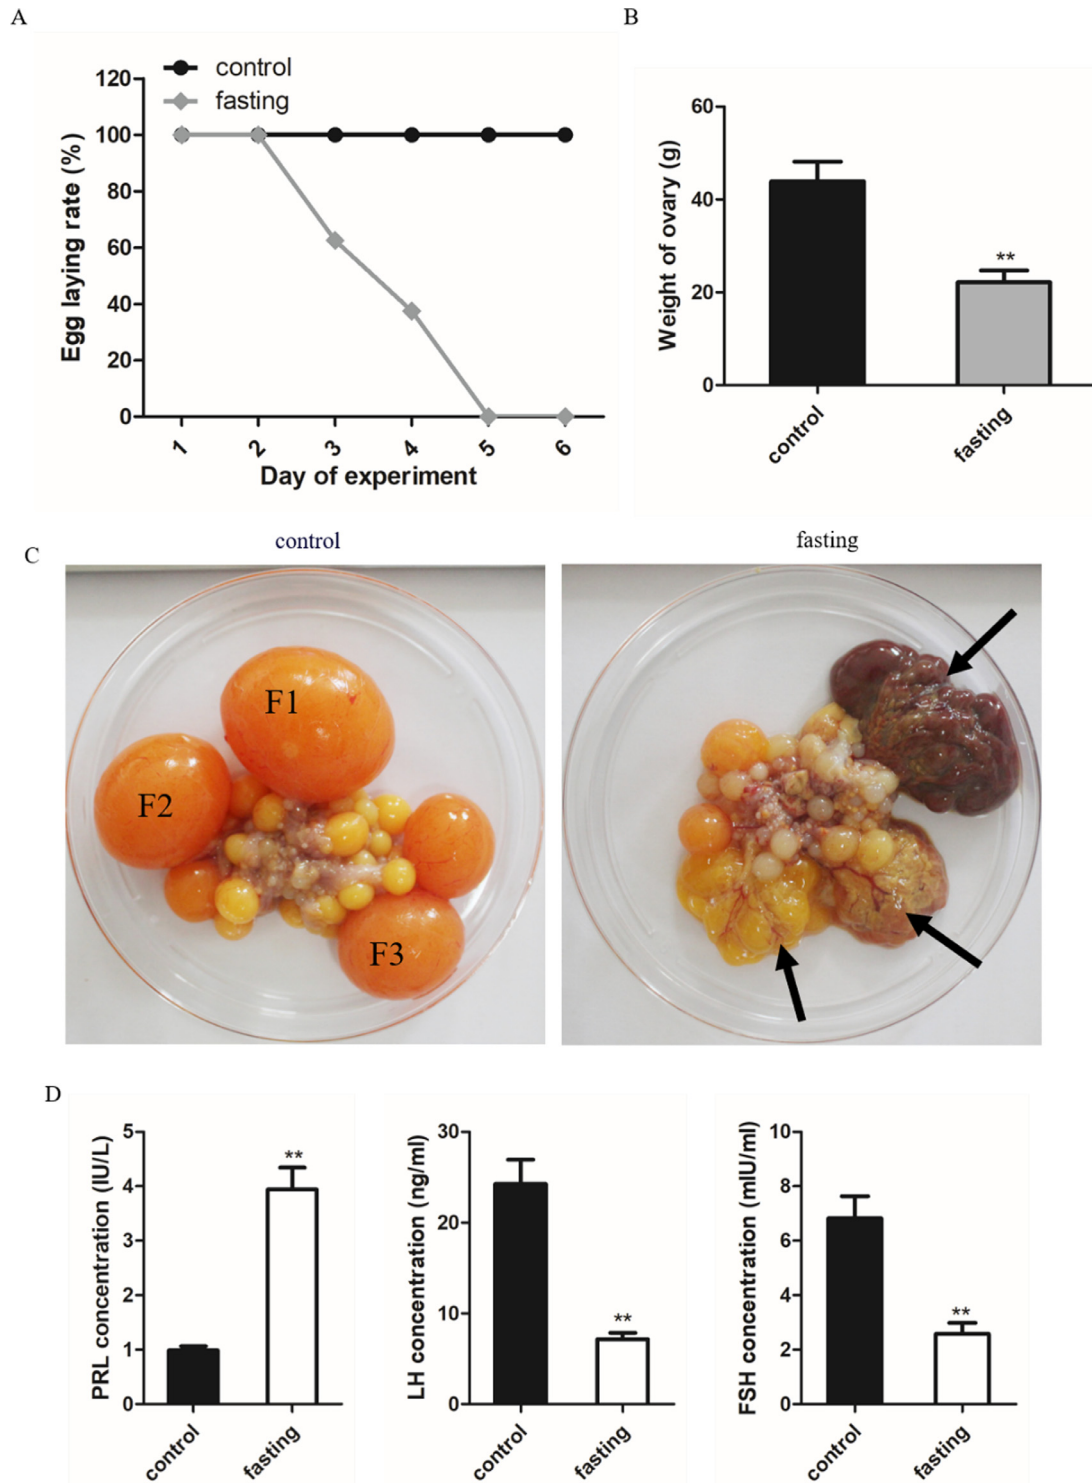 A
control
fasting
Egg laying rate (%)
120
100
80
60
40
20
0
1 2 3 4 5 6
Day of experiment
B
Weight of ovary (g)
60
40
20
0
**
control fasting
C
control fasting
F1
F2
F3
D
PRL concentration (IU/L)
5
4
3
2
1
0
**
control fasting
LH concentration (ng/ml)
30
20
10
0
**
control fasting
FSH concentration (mIU/ml)
10
8
6
4
2
0
**
control fasting